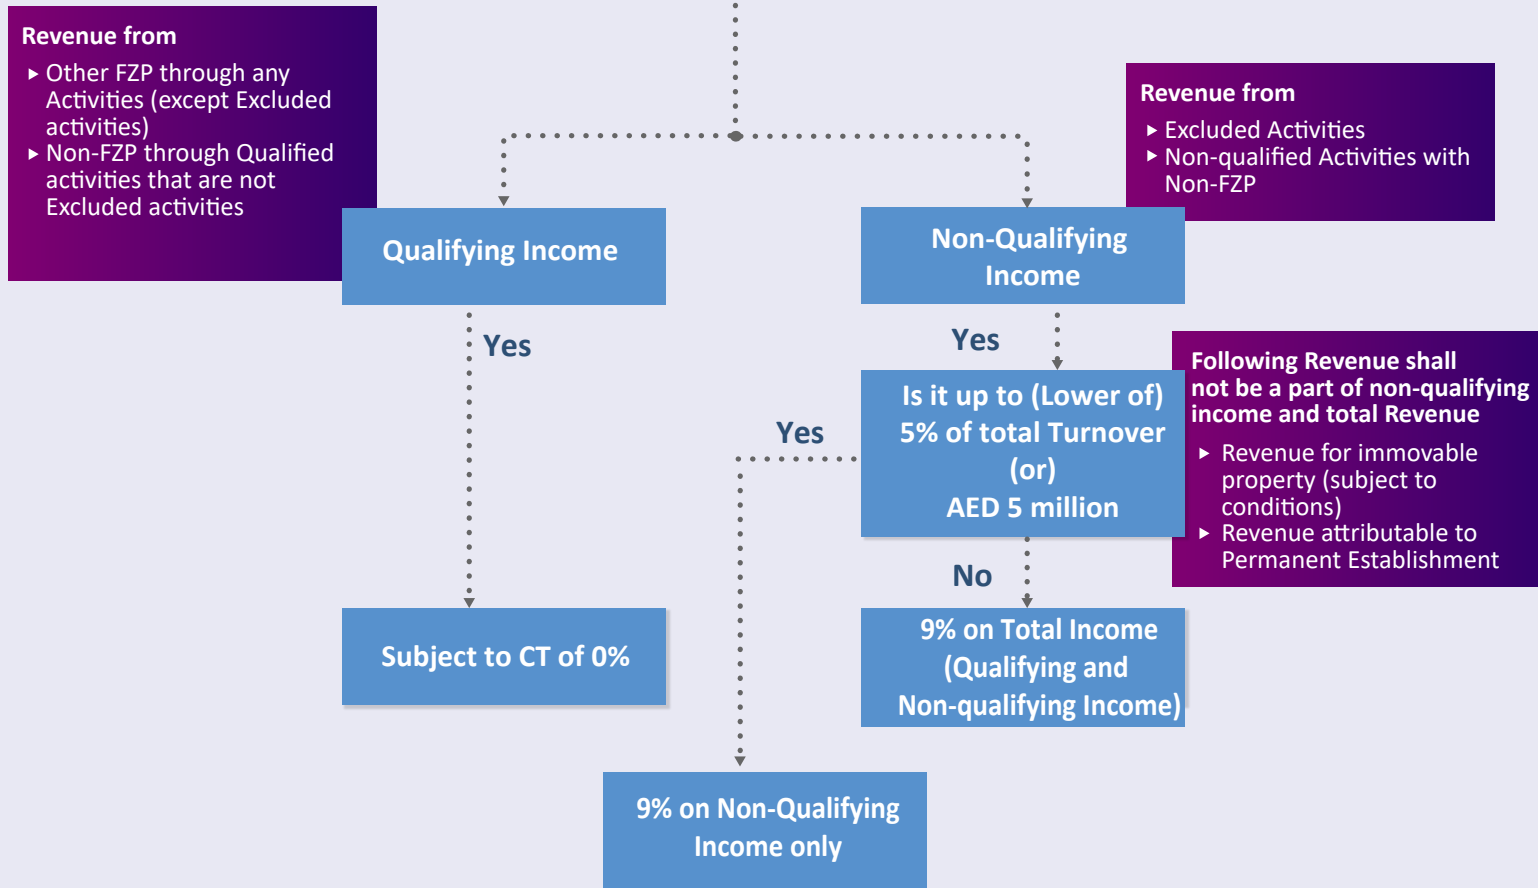 Revenue from
▸ Other FZP through any
Activities (except Excluded
activities)
▸ Non-FZP through Qualified
activities that are not
Excluded activities
Revenue from
▸ Excluded Activities
▸ Non-qualified Activities with
Non-FZP
Qualifying Income
Non-Qualifying
Income
Yes
Yes
Following Revenue shall
not be a part of non-qualifying
income and total Revenue
▸ Revenue for immovable
property (subject to
conditions)
▸ Revenue attributable to
Permanent Establishment
Is it up to (Lower of)
5% of total Turnover
(or)
AED 5 million
Yes
No
Subject to CT of 0%
9% on Total Income
(Qualifying and
Non-qualifying Income)
9% on Non-Qualifying
Income only